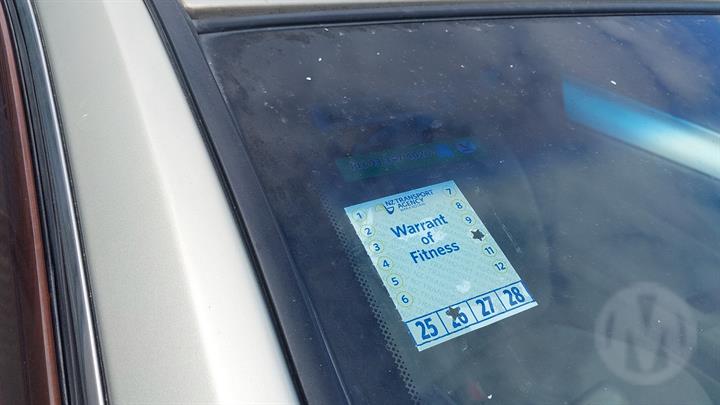 NZ TRANSPORT
AGENCY
Warrant
of
Fitness
1
2
3
4
5
6
7
8
9
11
12
25 26 27 28
M